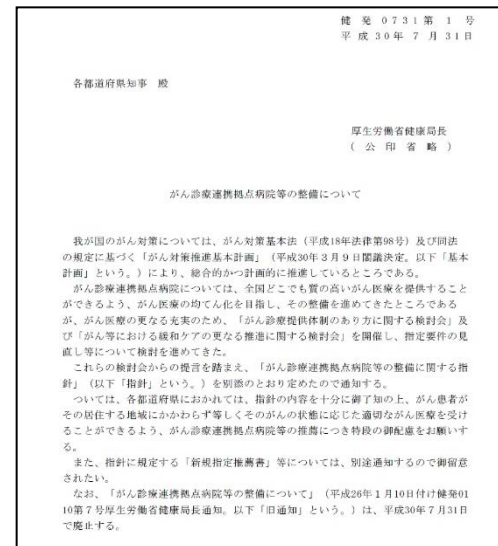 健発0731第1号
平成30年7月31日
各都道府県知事 殿
厚生労働省健康局長
(公印省略)
がん診療連携拠点病院等の整備について
我が国のがん対策については、がん対策基本法(平成18年法律第98号)及び同法
の規定に基づく「がん対策推進基本計画」(平成30年3月9日閣議決定。以下「基本
計画」という。)により、総合的かつ計画的に推進しているところである。
がん診療連携拠点病院等については、全国どこでも質の高いがん医療を提供すること
ができるよう、がん医療の均てん化を目指し、その整備を進めてきたところである
が、がん医療の更なる充実のため、「がん診療提供体制のあり方に関する検討会」及
び「がん等における緩和ケアの更なる推進に関する検討会」を開催し、指定要件の見
直し等について検討を進めてきた。
これらの検討会からの提言を踏まえ、「がん診療連携拠点病院等の整備に関する指
針」(以下「指針」という。)を別添のとおり定めたので通知する。
ついては、各都道府県におかれては、指針の内容を十分に御了知の上、がん患者が
その居住する地域にかかわらず等しくそのがんの状態に応じた適切ながん医療を受け
ることができるよう、がん診療連携拠点病院等の推薦につき特段の御配慮をお願いす
る。
また、指針に規定する「新規指定推薦書」等については、別途通知するので御留意
されたい。
なお、「がん診療連携拠点病院等の整備について」(平成26年1月10日付け健発01
10第7号厚生労働省健康局長通知。以下「旧通知」という。)は、平成30年7月31日
で廃止する。